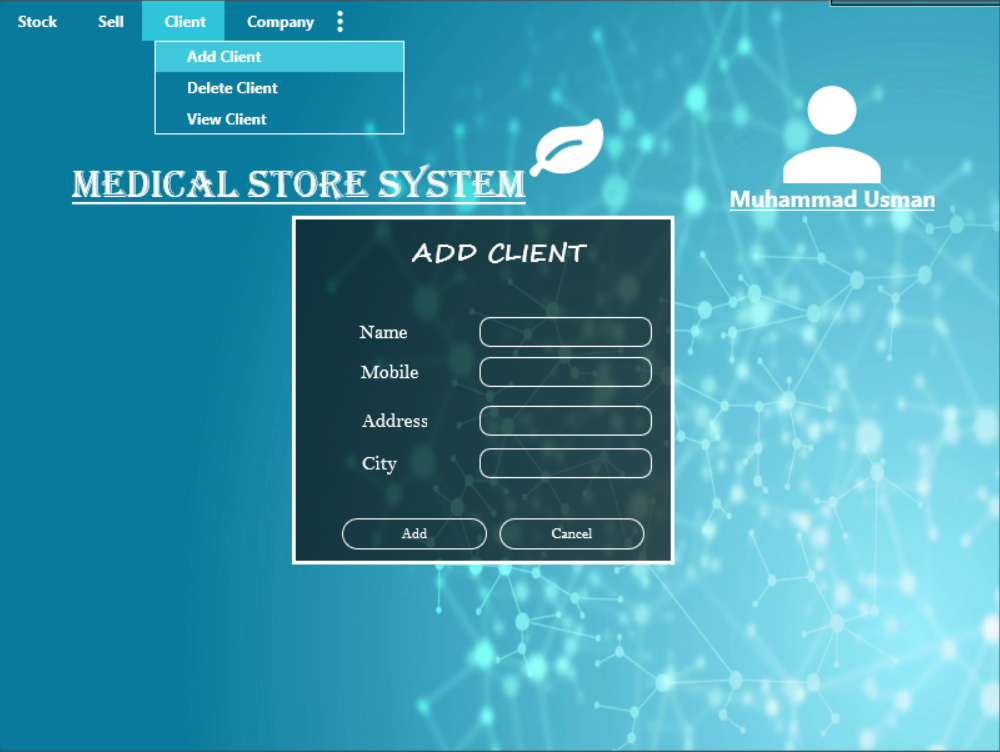 Stock Sell Client Company
Add Client
Delete Client
View Client
MEDICAL STORE SYSTEM
Muhammad Usman
ADD CLIENT
Name
Mobile
Address
City
Add Cancel